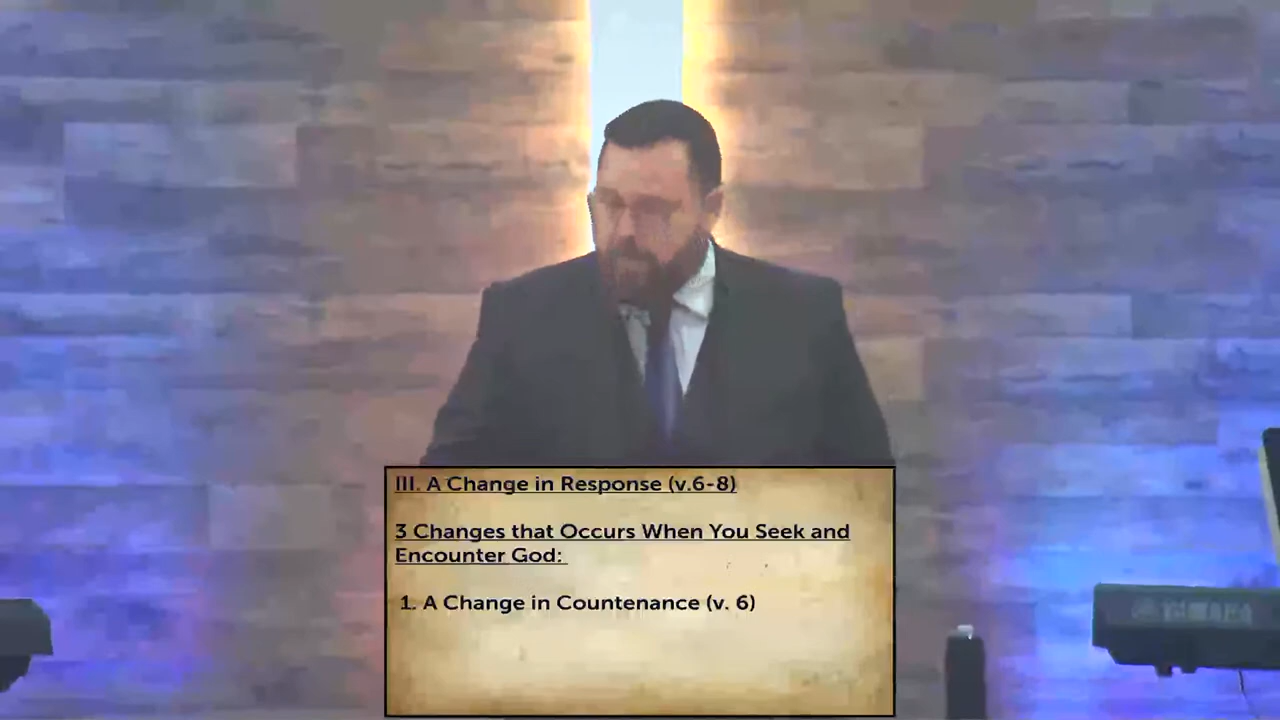 III. A Change in Response (v.6-8)
3 Changes that Occurs When You Seek and
Encounter God:
1. A Change in Countenance (v. 6)
YAMAHA